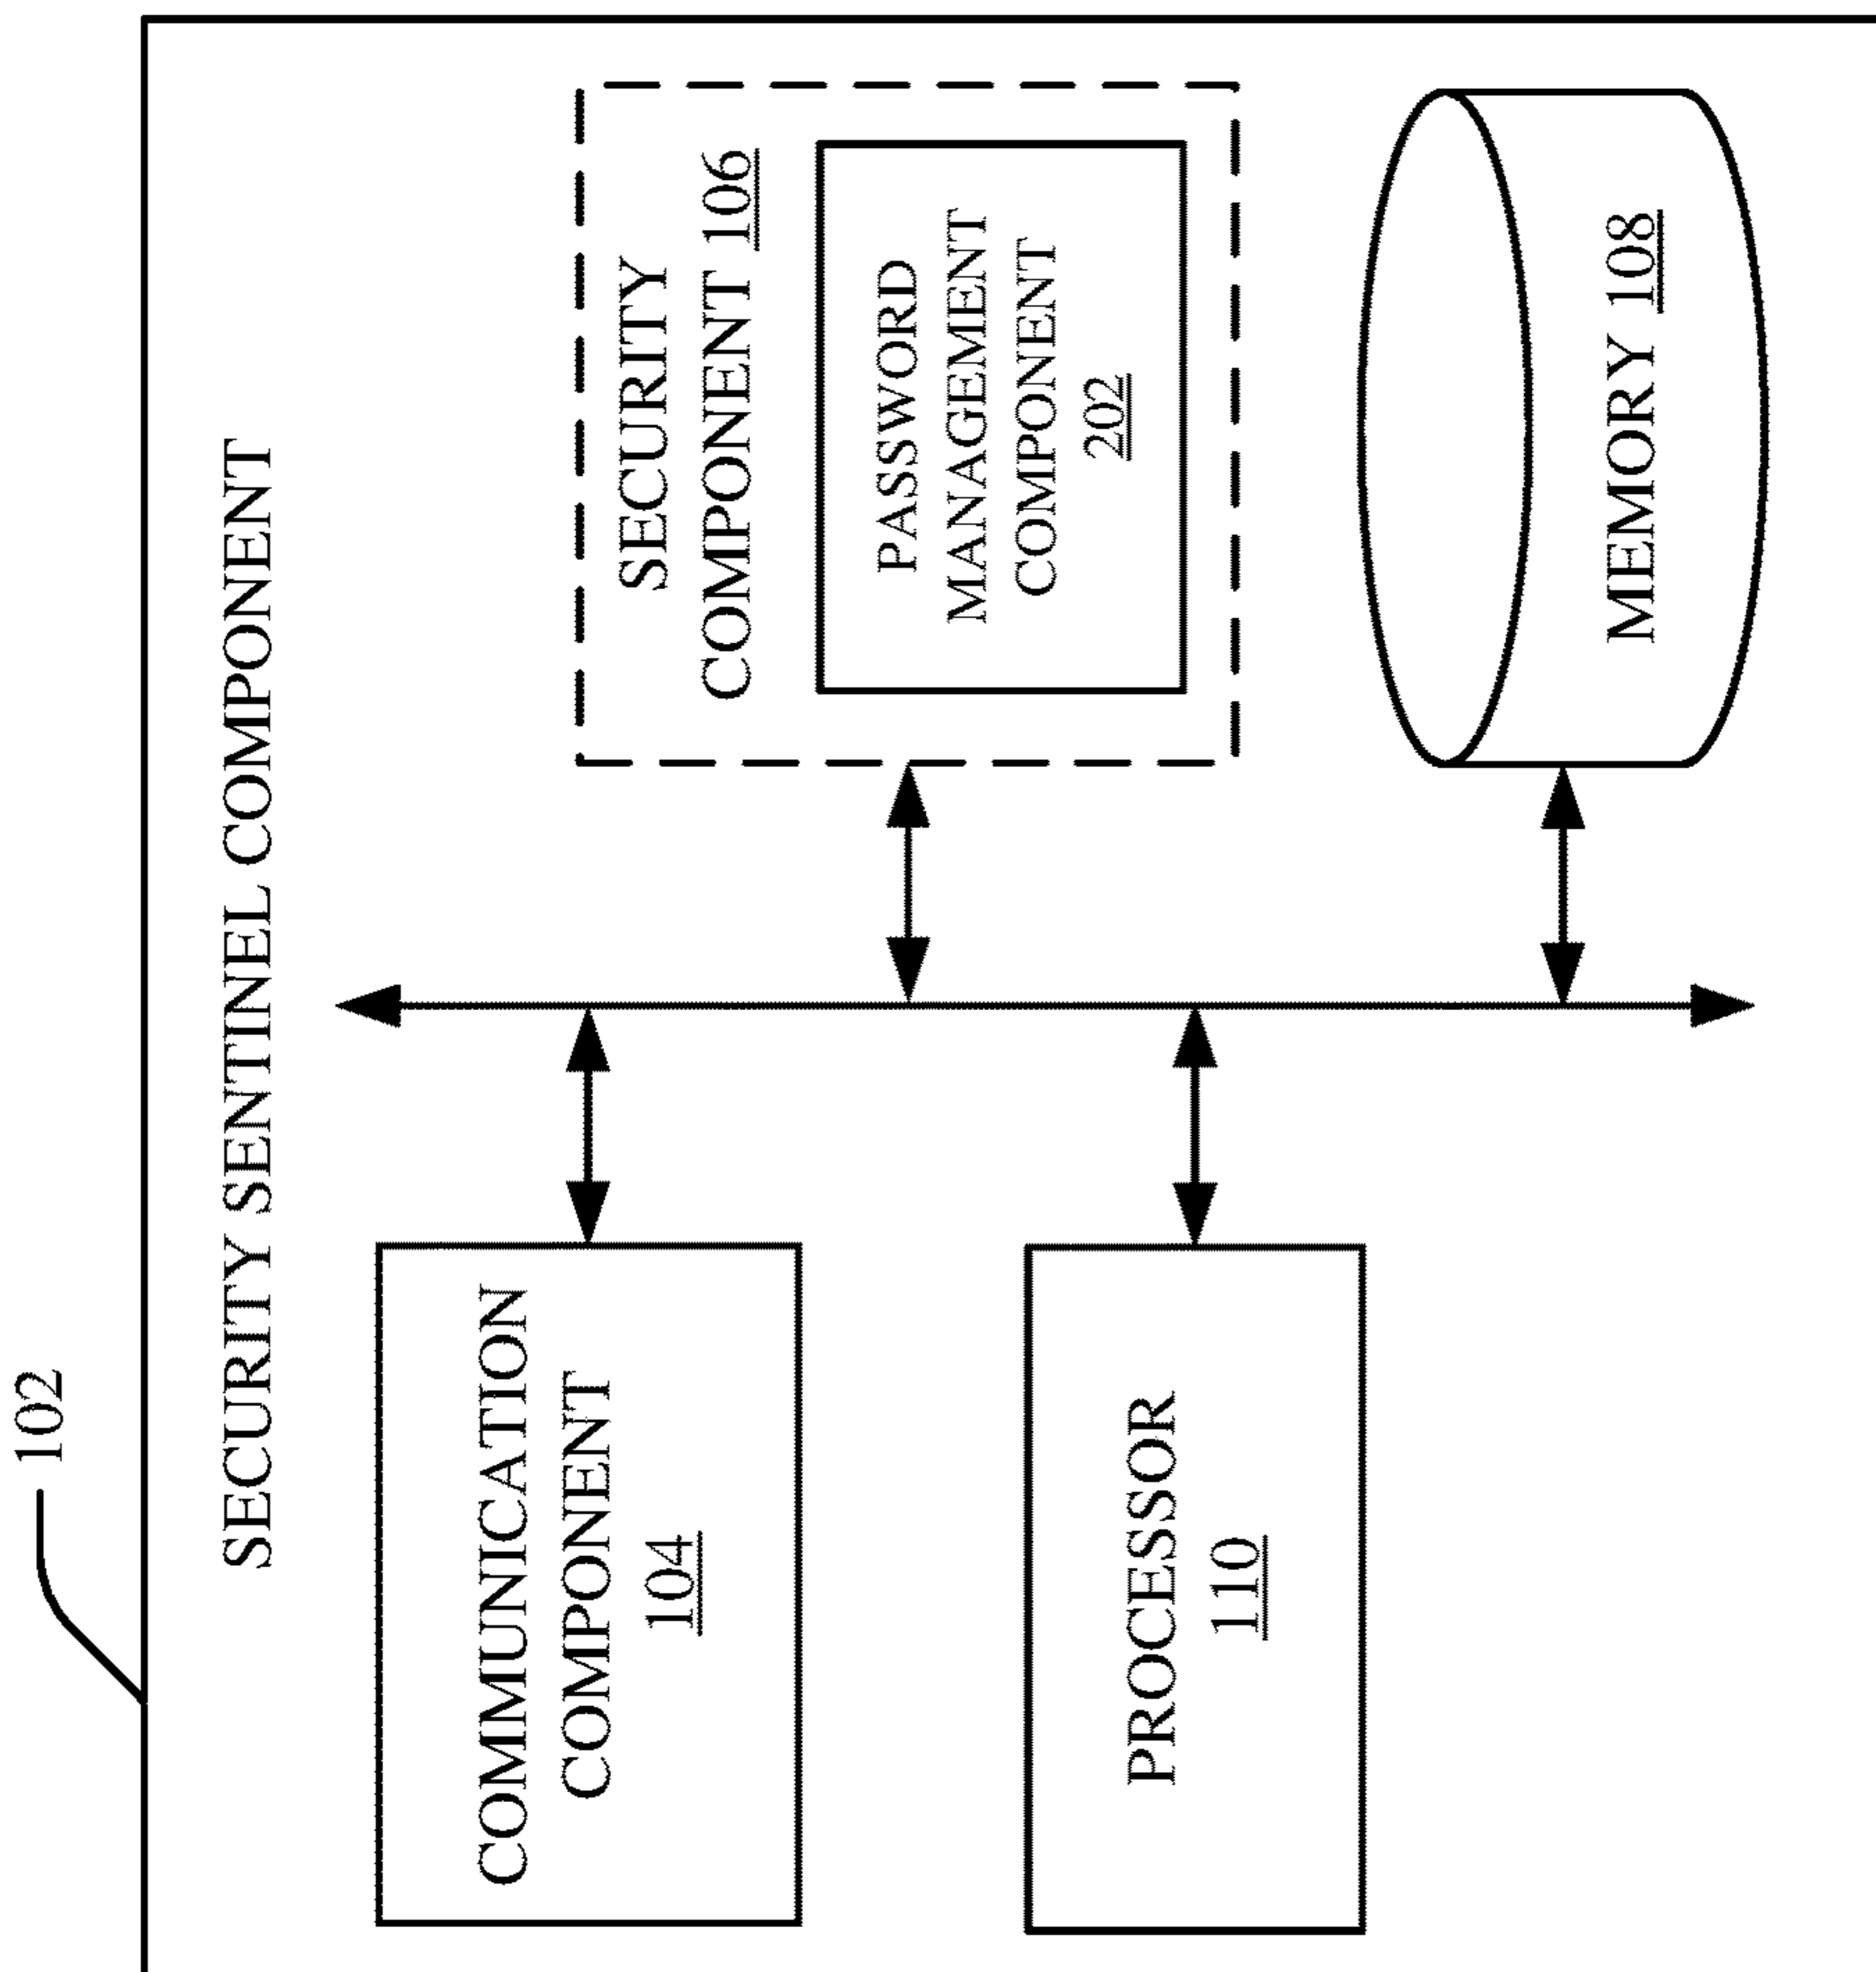 102
SECURITY SENTINEL COMPONENT
COMMUNICATION
COMPONENT
104
SECURITY
COMPONENT 106
PASSWORD
MANAGEMENT
COMPONENT
202
PROCESSOR
110
MEMORY 108